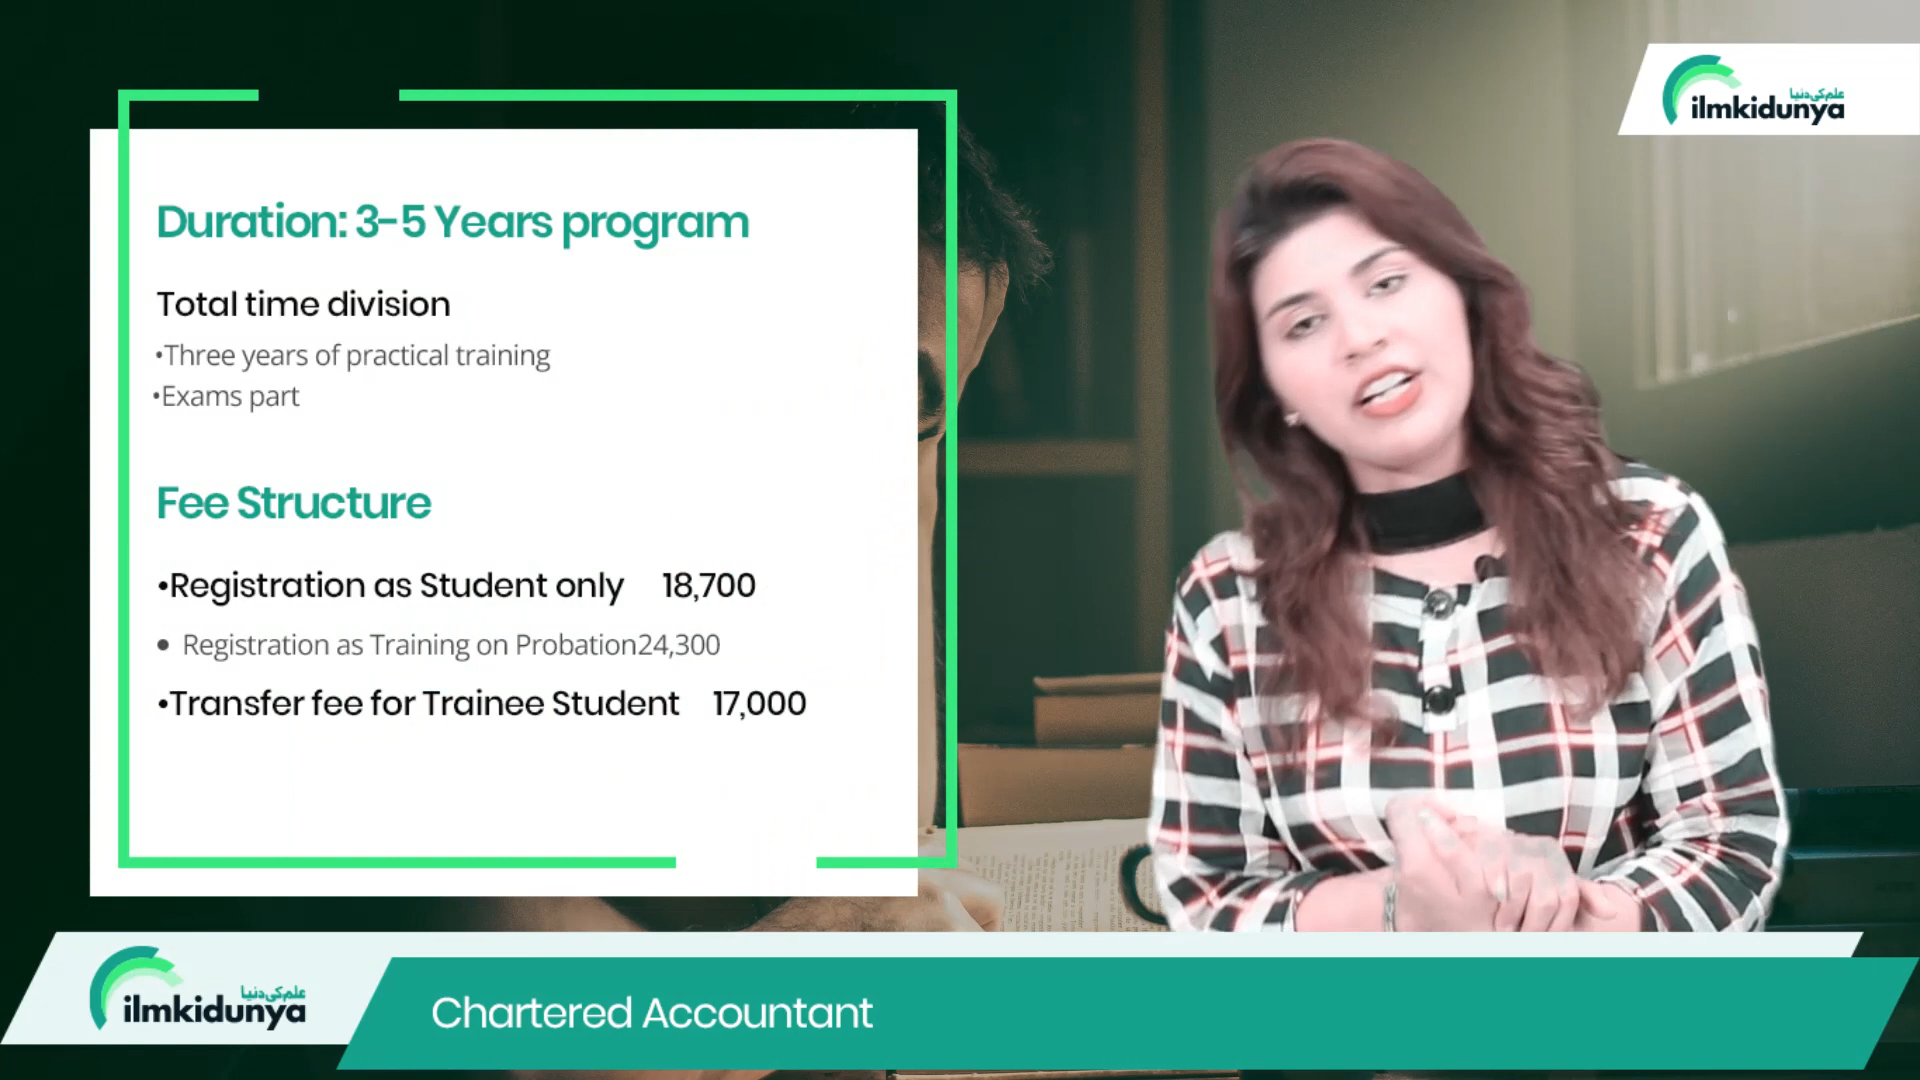 علم کی دنیا
ilmkidunya
Duration: 3-5 Years program
Total time division
•Three years of practical training
•Exams part
Fee Structure
•Registration as Student only 18,700
• Registration as Training on Probation24,300
•Transfer fee for Trainee Student 17,000
علم کی دنیا
ilmkidunya
Chartered Accountant